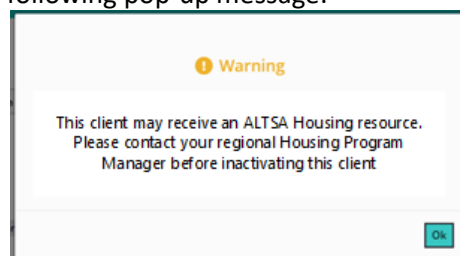 following pop-up message:
Warning
This client may receive an ALTSA Housing resource.
Please contact your regional Housing Program
Manager before inactivating this client
Ok